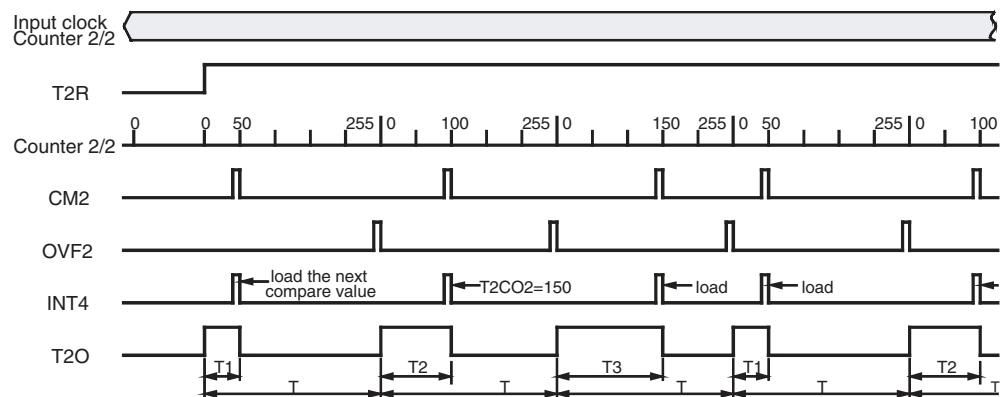 Input clock
Counter 2/2
T2R
0 0 50 255 0 100 255 0 150 255 0 50 255 0 100
Counter 2/2
CM2
OVF2
INT4
load the next
compare value
T2CO2=150
load
load
T2O
T1 T2 T3 T1 T2
T T T T T